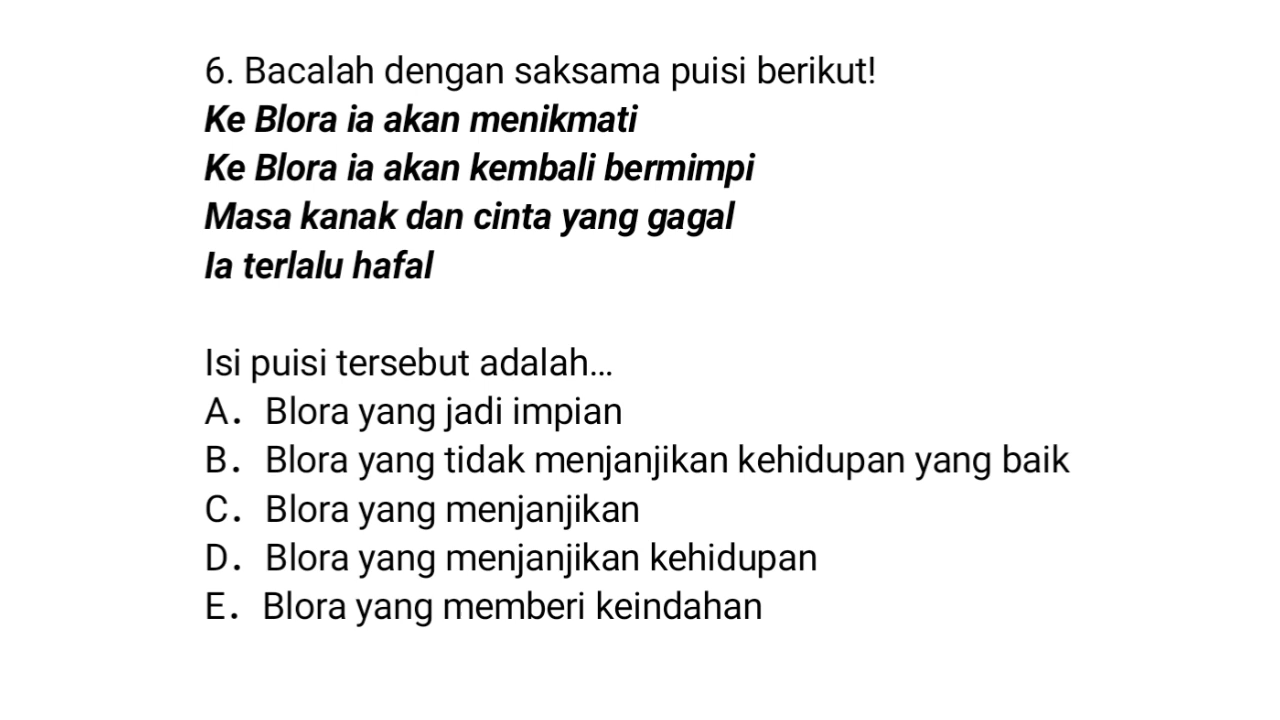 6. Bacalah dengan saksama puisi berikut!
Ke Blora ia akan menikmati
Ke Blora ia akan kembali bermimpi
Masa kanak dan cinta yang gagal
Ia terlalu hafal
Isi puisi tersebut adalah...
A. Blora yang jadi impian
B. Blora yang tidak menjanjikan kehidupan yang baik
C. Blora yang menjanjikan
D. Blora yang menjanjikan kehidupan
E. Blora yang memberi keindahan